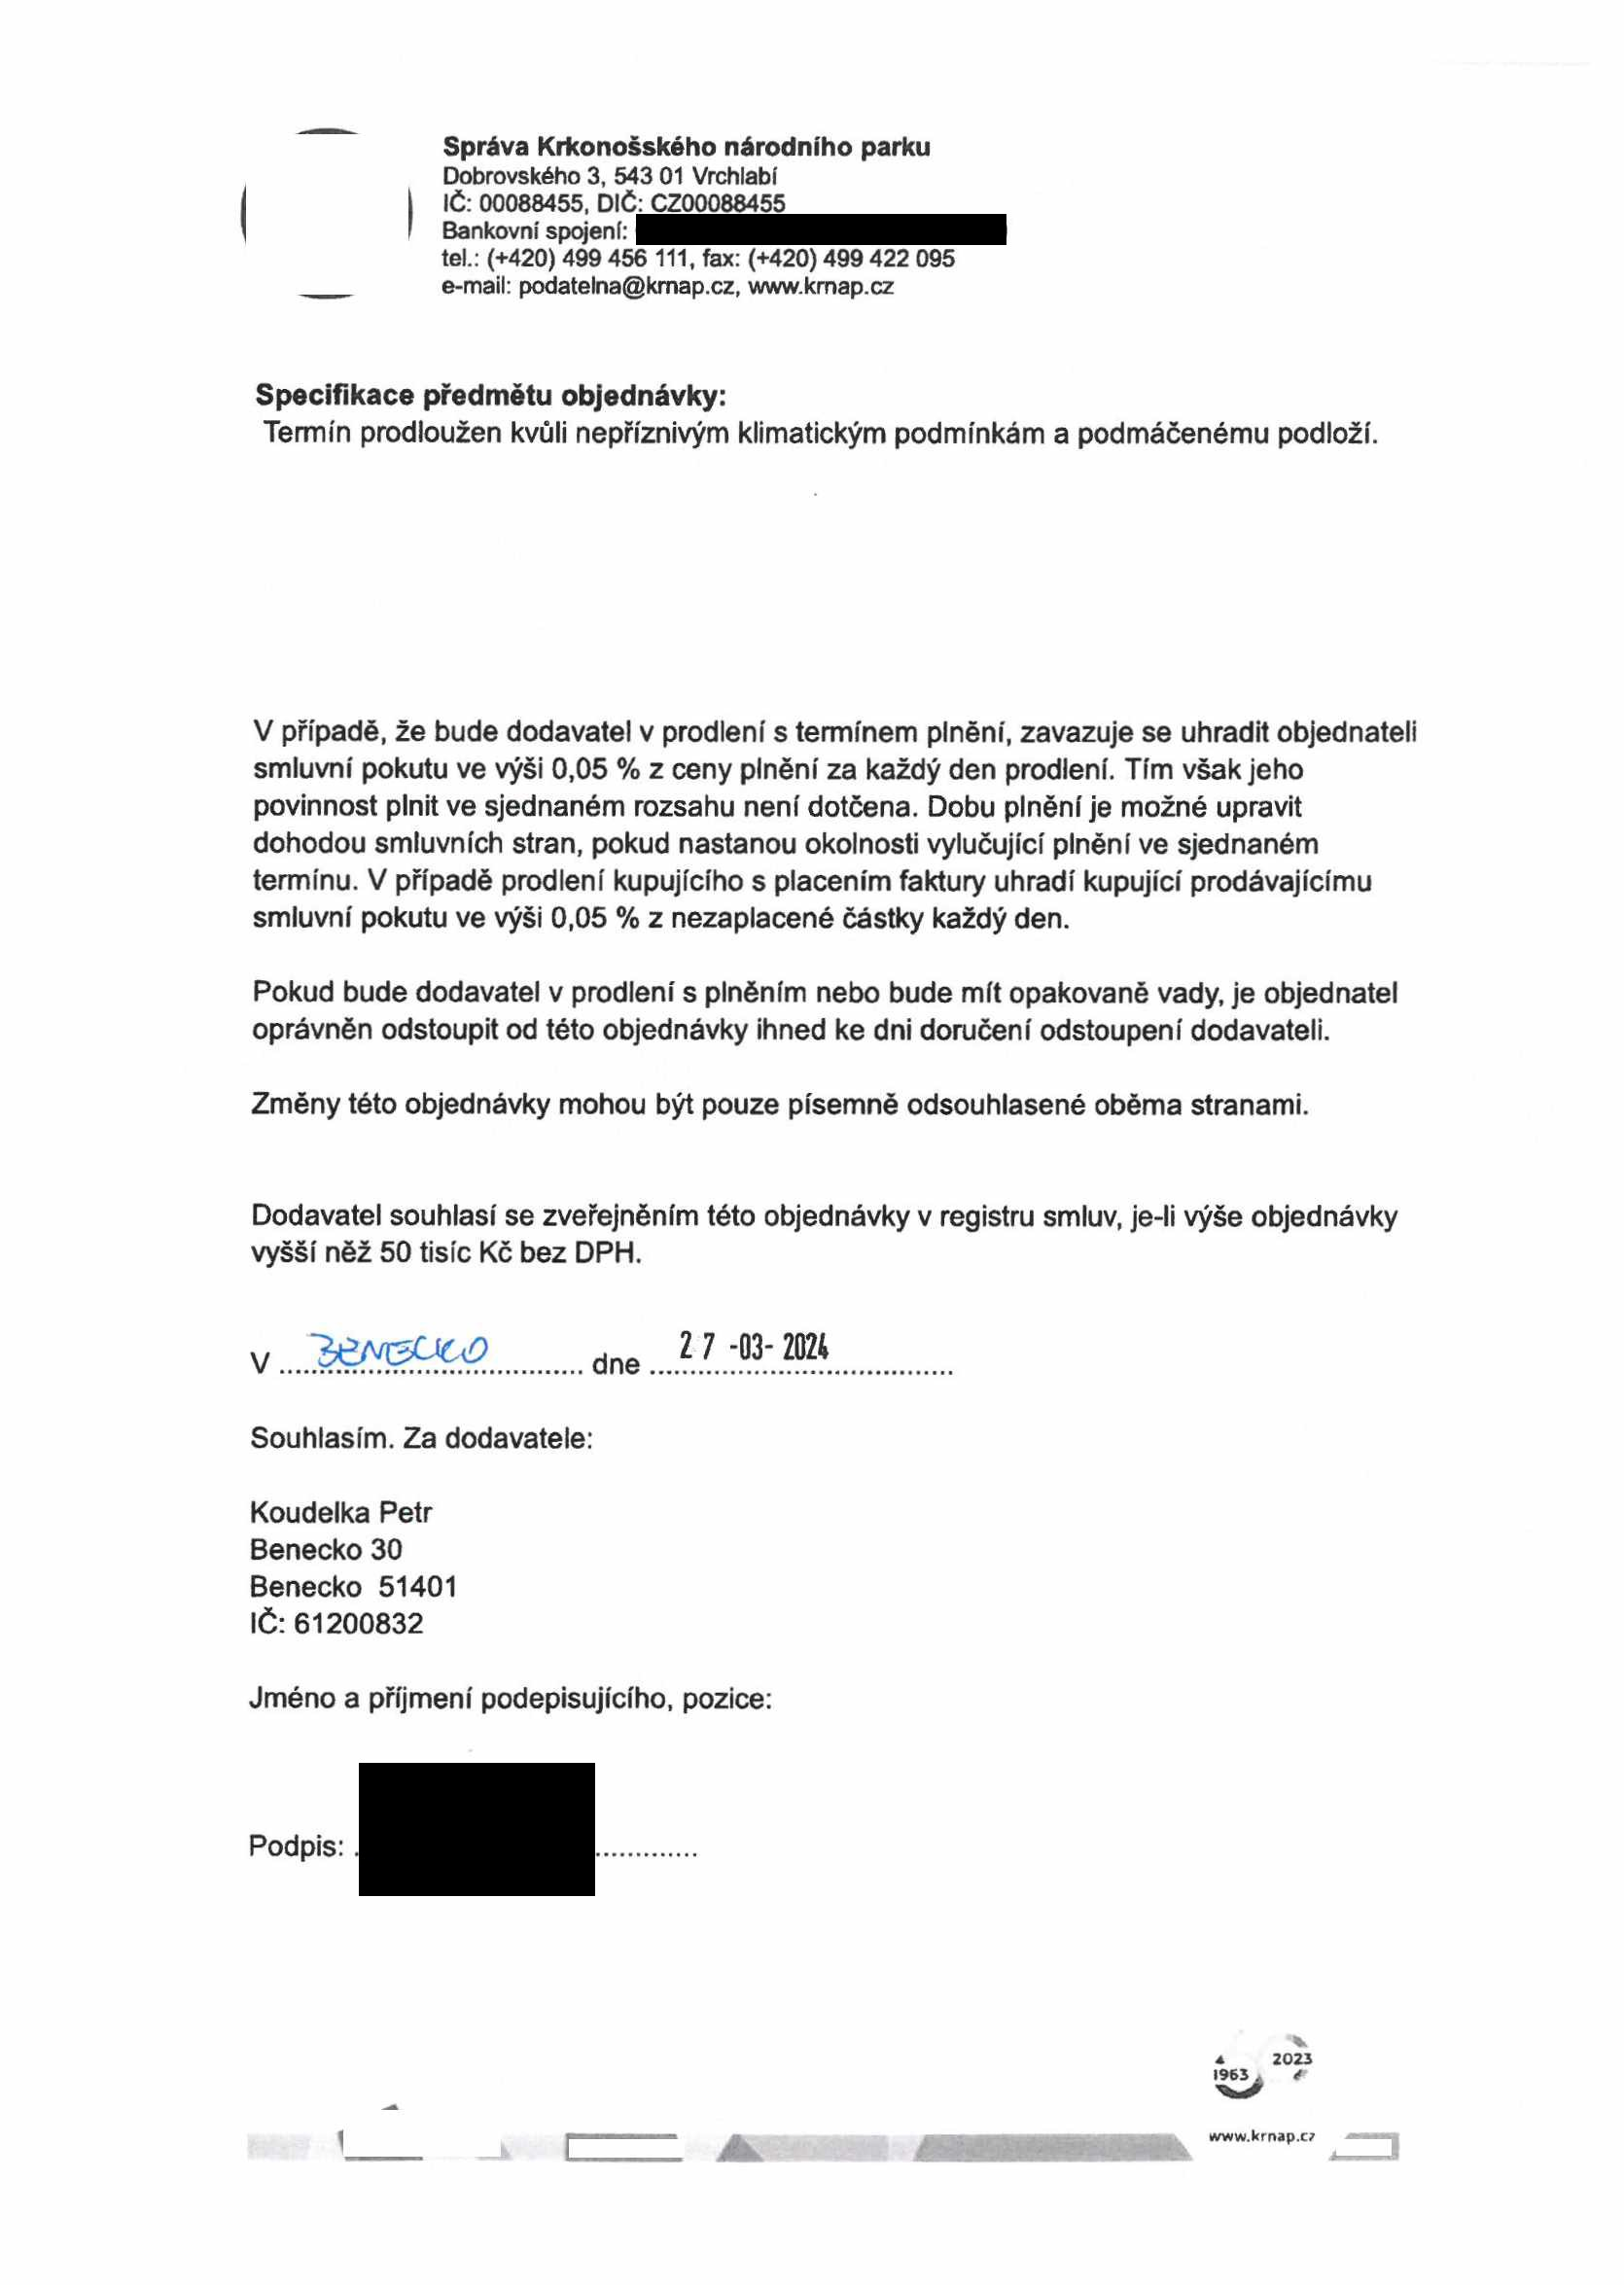 Správa Krkonošského národního parku
Dobrovského 3, 543 01 Vrchlabí
IČ: 00088455, DIČ: CZ00088455
Bankovní spojení:
tel.: (+420) 499 456 111, fax: (+420) 499 422 095
e-mail: podatelna@krnap.cz, www.krnap.cz
Specifikace předmětu objednávky:
Termín prodloužen kvůli nepříznivým klimatickým podmínkám a podmáčenému podloží.
V případě, že bude dodavatel v prodlení s termínem plnění, zavazuje se uhradit objednateli
smluvní pokutu ve výši 0,05 % z ceny plnění za každý den prodlení. Tím však jeho
povinnost plnit ve sjednaném rozsahu není dotčena. Dobu plnění je možné upravit
dohodou smluvních stran, pokud nastanou okolnosti vylučující plnění ve sjednaném
termínu. V případě prodlení kupujícího s placením faktury uhradí kupující prodávajícímu
smluvní pokutu ve výši 0,05 % z nezaplacené částky každý den.
Pokud bude dodavatel v prodlení s plněním nebo bude mít opakovaně vady, je objednatel
oprávněn odstoupit od této objednávky ihned ke dni doručení odstoupení dodavateli.
Změny této objednávky mohou být pouze písemně odsouhlasené oběma stranami.
Dodavatel souhlasí se zveřejněním této objednávky v registru smluv, je-li výše objednávky
vyšší něž 50 tisíc Kč bez DPH.
V BENECKO dne 27 -03- 2024
Souhlasím. Za dodavatele:
Koudelka Petr
Benecko 30
Benecko 51401
IČ: 61200832
Jméno a příjmení podepisujícího, pozice:
Podpis:
1963 2023
www.krnap.cz